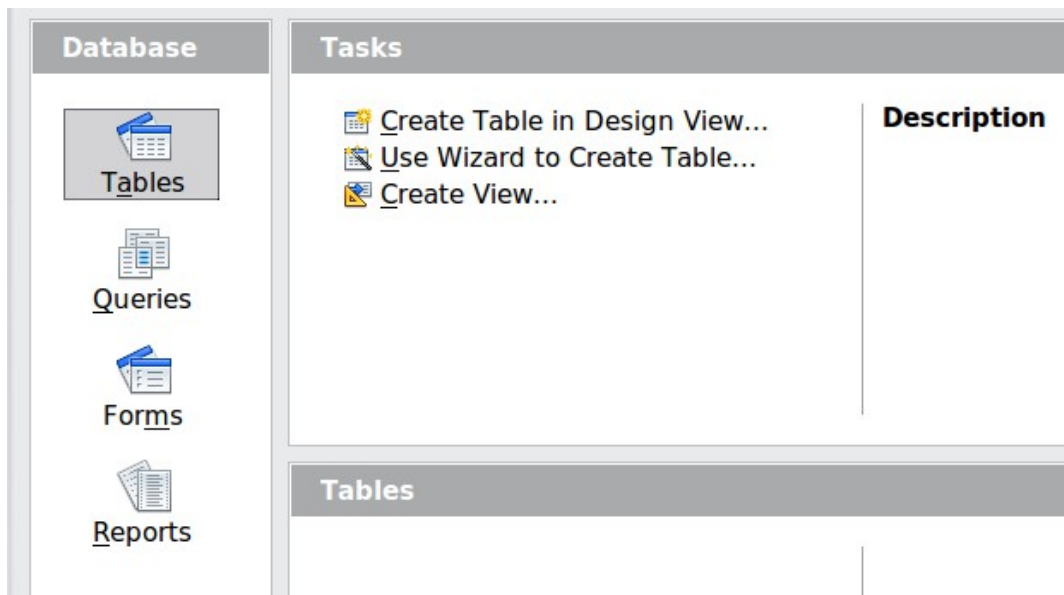 Database
Tables
Queries
Forms
Reports
Tasks
Create Table in Design View...
Use Wizard to Create Table...
Create View...
Description
Tables